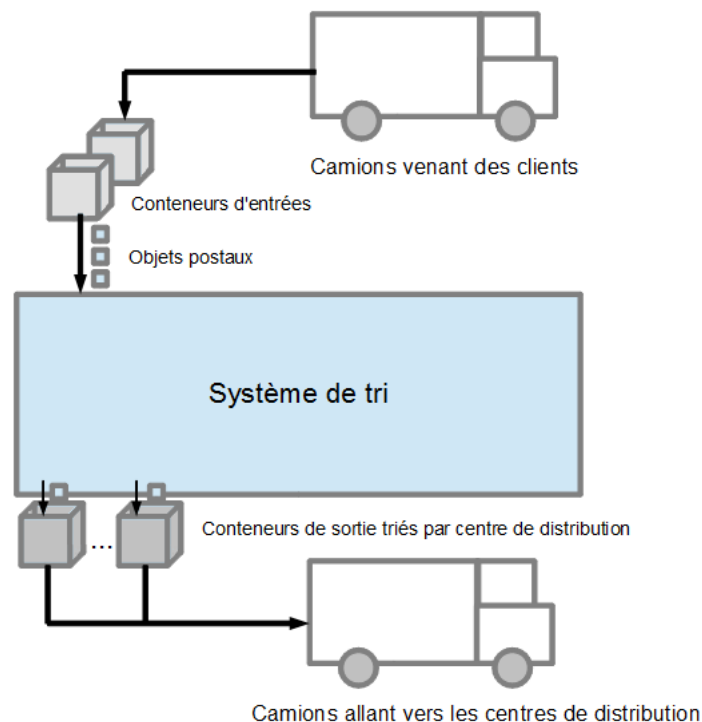 Camions venant des clients
Conteneurs d'entrées
Objets postaux
Système de tri
Conteneurs de sortie triés par centre de distribution
...
Camions allant vers les centres de distribution